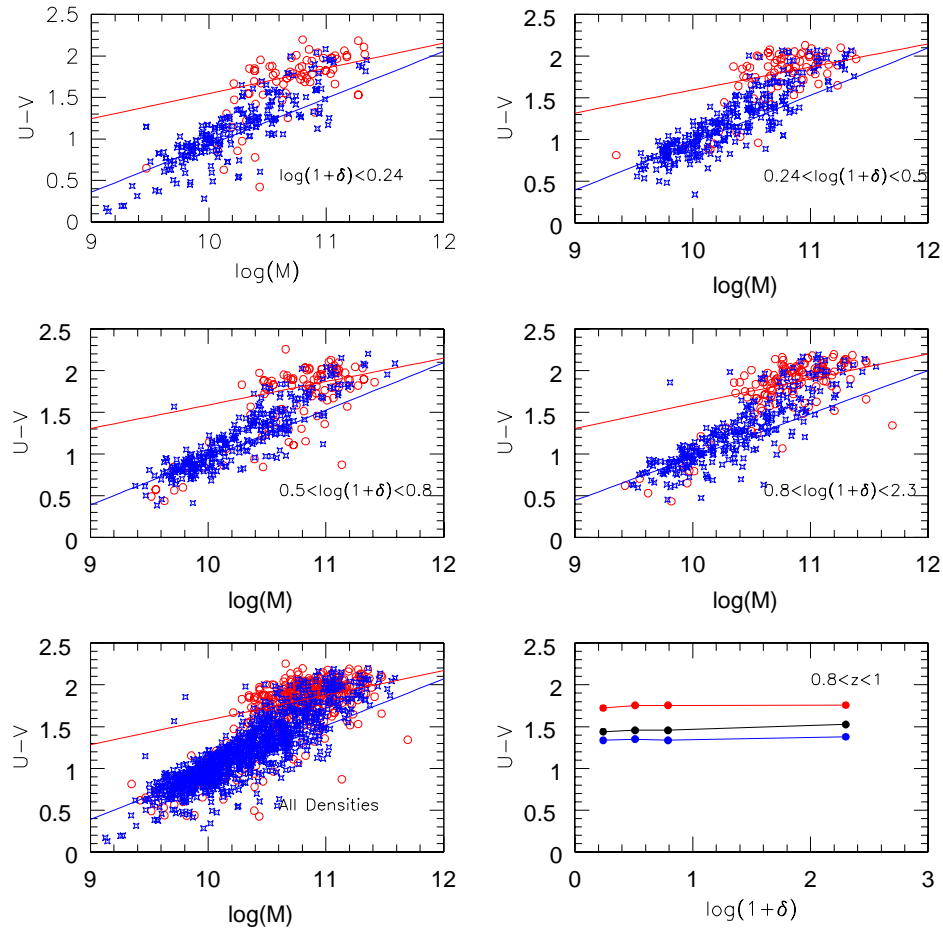 2.5
2
1.5
1
0.5
0
U−V
log(1+δ)<0.24
9 10 11 12
log(M)
2.5
2
1.5
1
0.5
0
U−V
0.24<log(1+δ)<0.5
9 10 11 12
log(M)
2.5
2
1.5
1
0.5
0
U−V
0.5<log(1+δ)<0.8
9 10 11 12
log(M)
2.5
2
1.5
1
0.5
0
U−V
0.8<log(1+δ)<2.3
9 10 11 12
log(M)
2.5
2
1.5
1
0.5
0
U−V
All Densities
9 10 11 12
log(M)
2.5
2
1.5
1
0.5
0
U−V
0.8<z<1
0 1 2 3
log(1+δ)